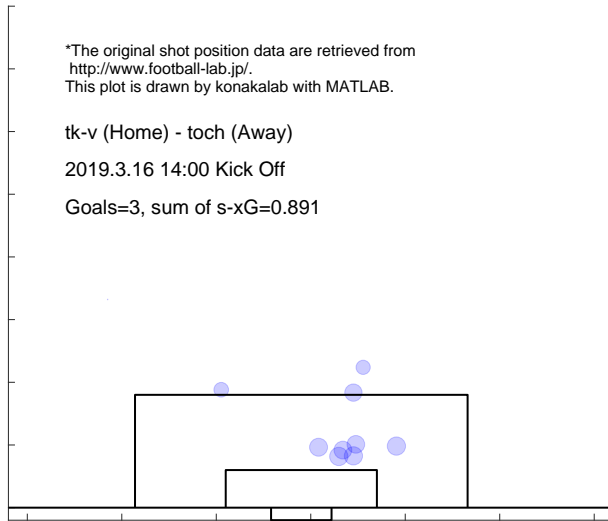 *The original shot position data are retrieved from
http://www.football-lab.jp/.
This plot is drawn by konakalab with MATLAB.
tk-v (Home) - toch (Away)
2019.3.16 14:00 Kick Off
Goals=3, sum of s-xG=0.891